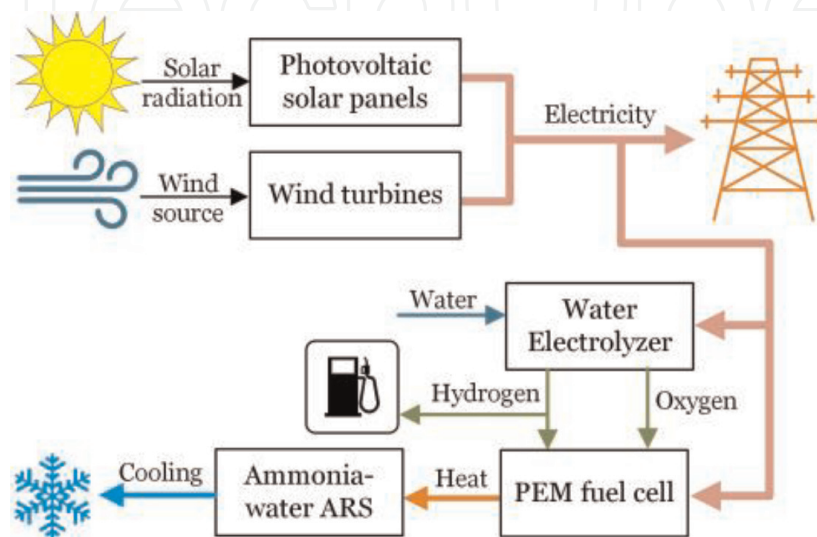 Solar
radiation
Photovoltaic
solar panels
Electricity
Wind
source
Wind turbines
Water
Water
Electrolyzer
Hydrogen
Oxygen
Cooling
Ammonia-
water ARS
Heat
PEM fuel cell